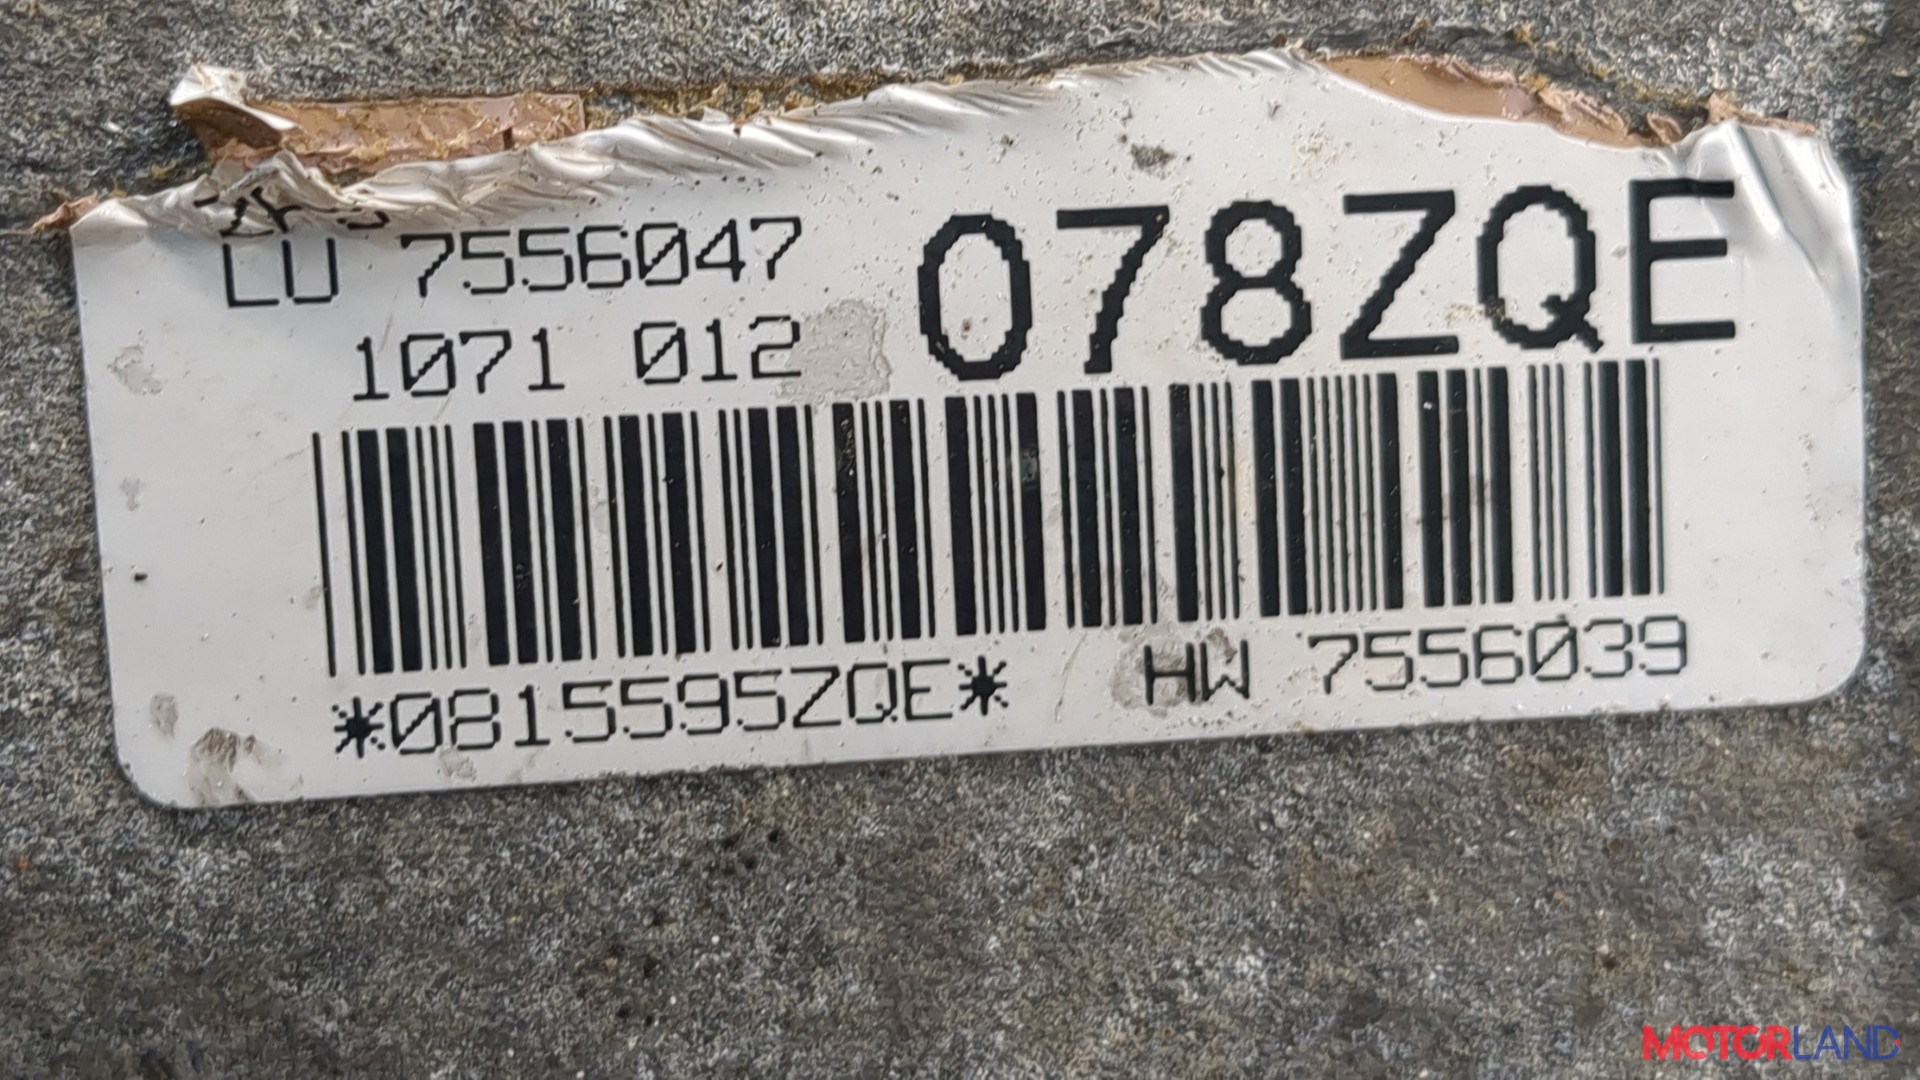 LU 7556047
1071 012
078ZQE
*0815595ZQE*
HW 7556039
MOTORLAND